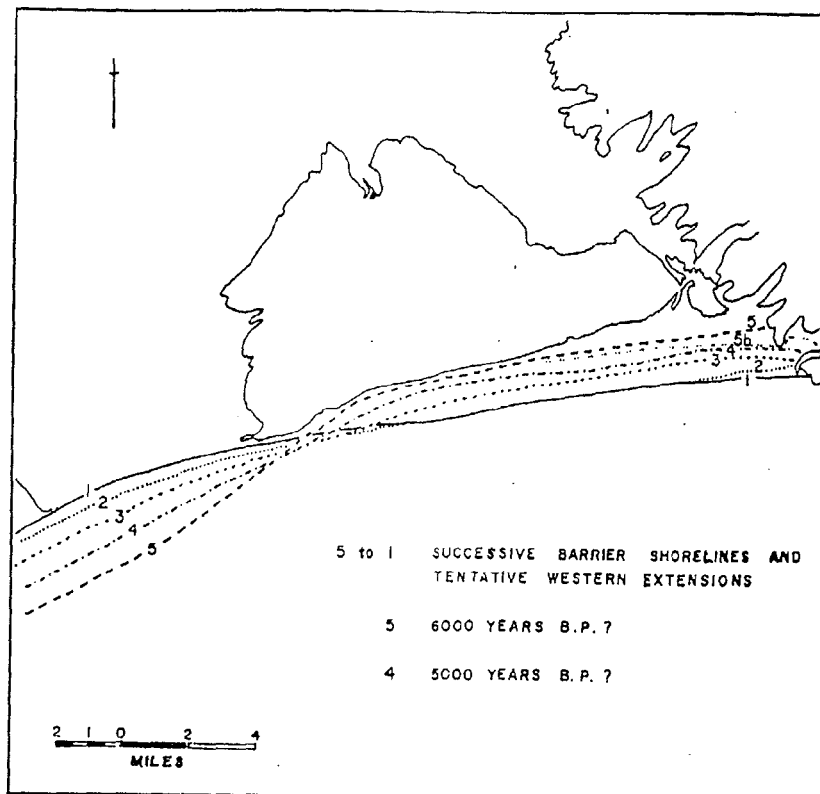 5
5b
4
3
2
1
1
2
3
4
5
5 to 1 SUCCESSIVE BARRIER SHORELINES AND
TENTATIVE WESTERN EXTENSIONS
5 6000 YEARS B.P. ?
4 5000 YEARS B.P. ?
2 1 0 2 4
MILES